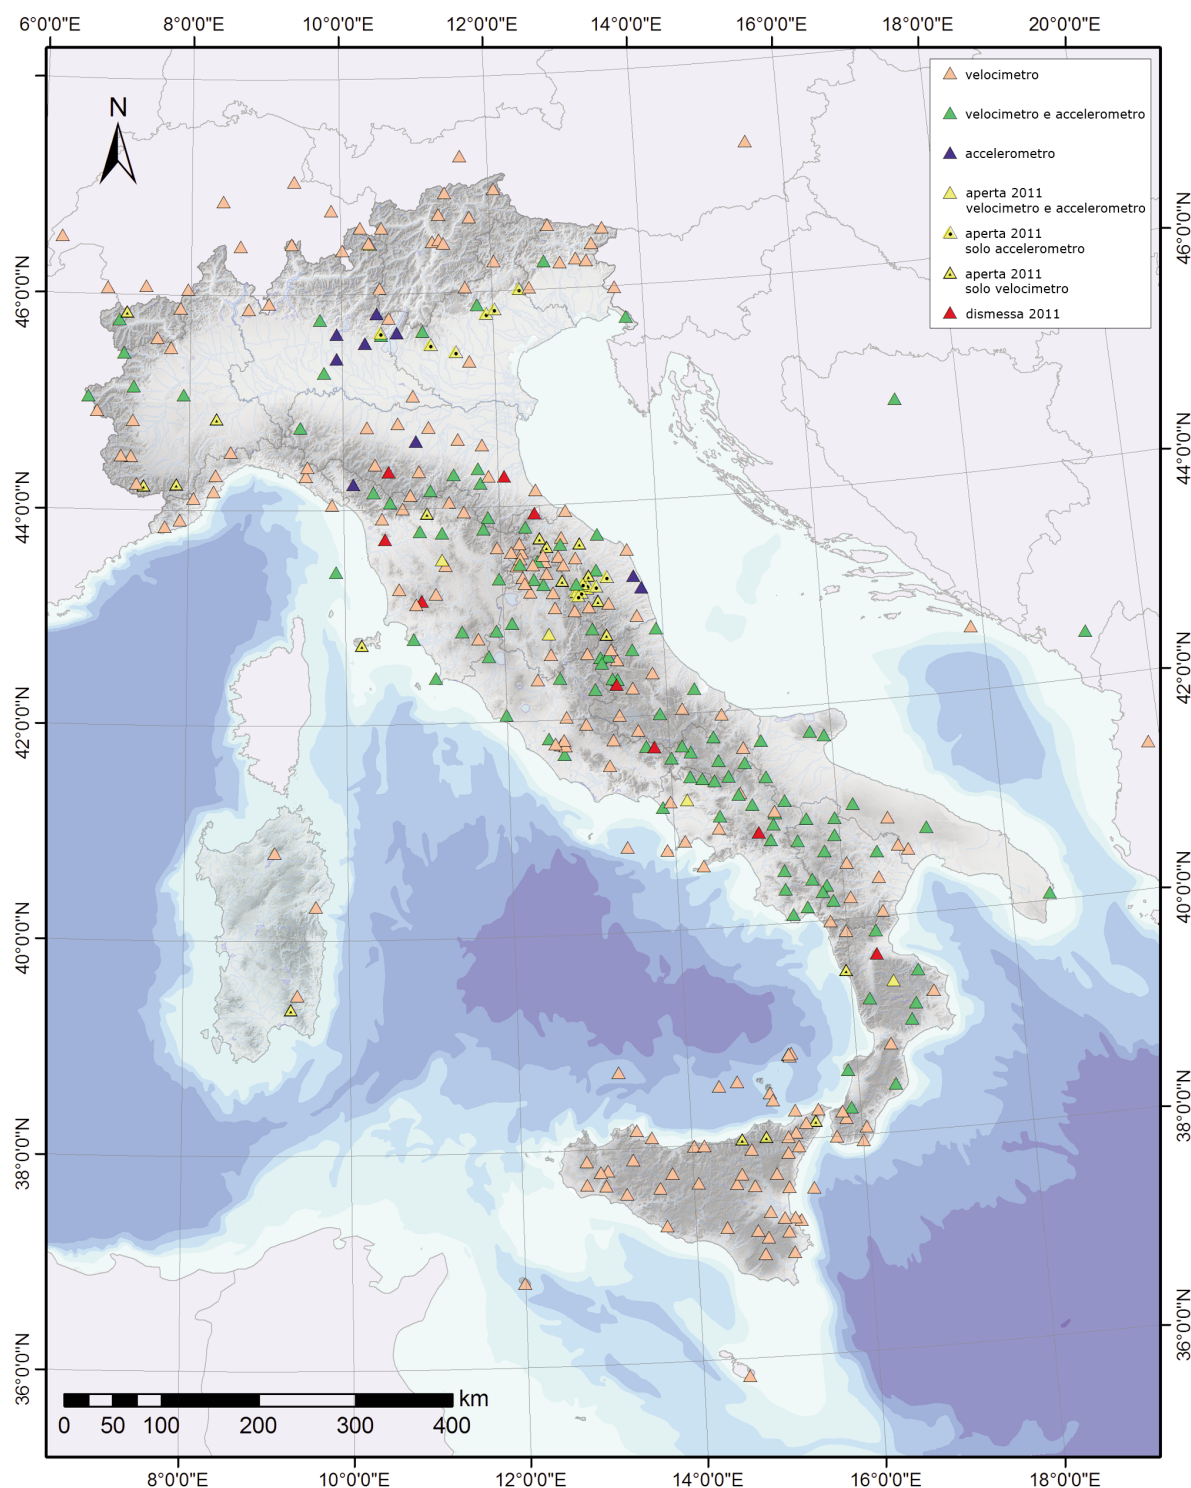 6°0'0"E 8°0'0"E 10°0'0"E 12°0'0"E 14°0'0"E 16°0'0"E 18°0'0"E 20°0'0"E
N
velocimetro
velocimetro e accelerometro
accelerometro
aperta 2011
velocimetro e accelerometro
aperta 2011
solo accelerometro
aperta 2011
solo velocimetro
dismessa 2011
46°0'0"N
44°0'0"N
42°0'0"N
40°0'0"N
38°0'0"N
36°0'0"N
46°0'0"N
44°0'0"N
42°0'0"N
40°0'0"N
38°0'0"N
36°0'0"N
km
0 50 100 200 300 400
8°0'0"E 10°0'0"E 12°0'0"E 14°0'0"E 16°0'0"E 18°0'0"E